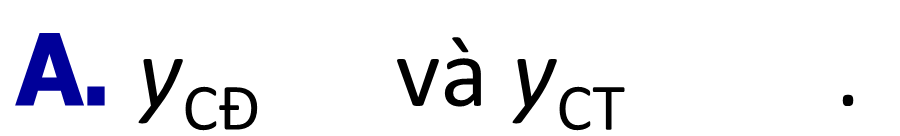 A. yCĐ và yCT .